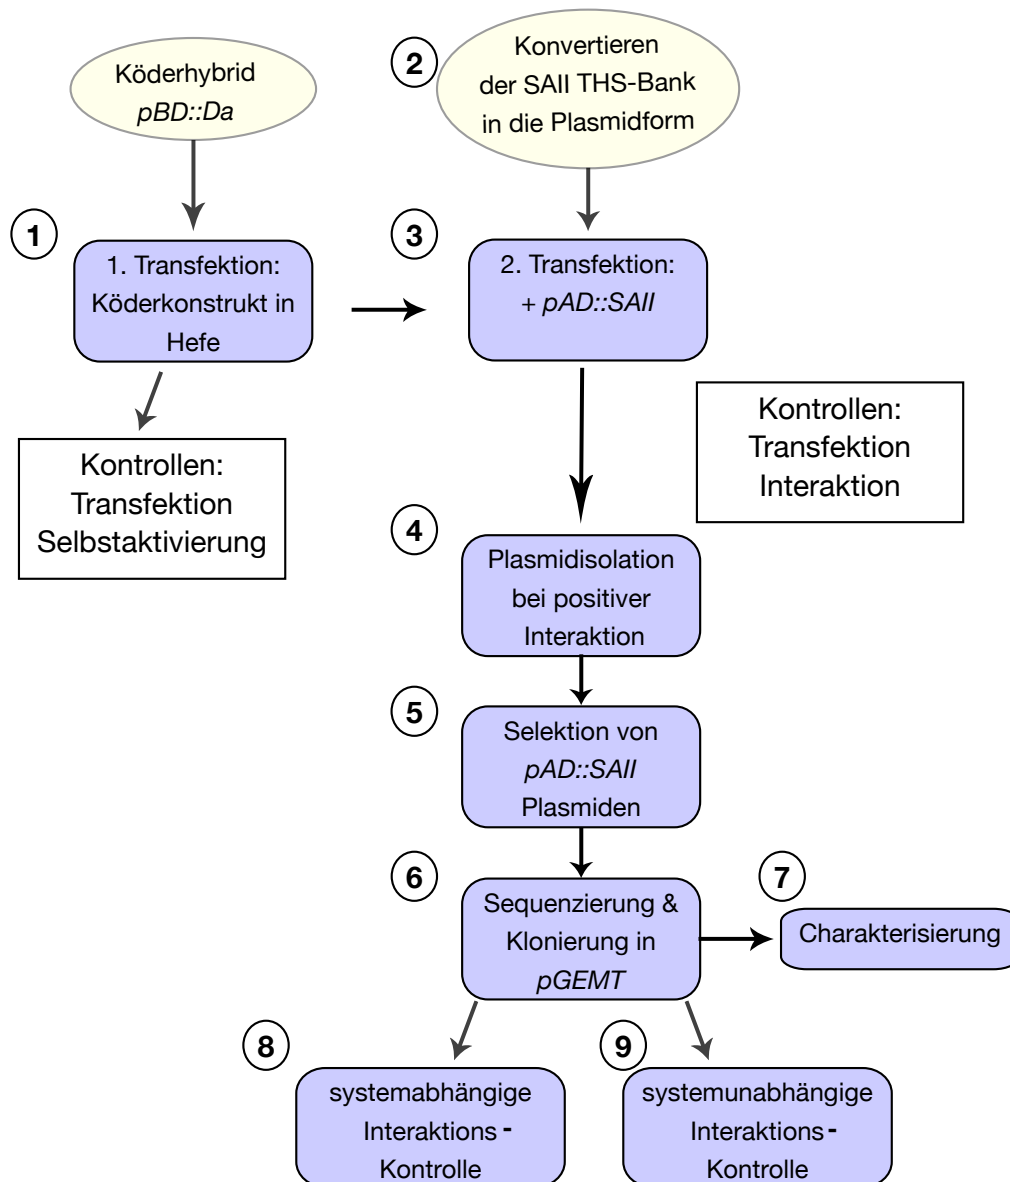 Köderhybrid
pBD::Da
2
Konvertieren
der SAII THS-Bank
in die Plasmidform
1
1. Transfektion:
Köderkonstrukt in
Hefe
3
2. Transfektion:
+ pAD::SAII
Kontrollen:
Transfektion
Selbstaktivierung
Kontrollen:
Transfektion
Interaktion
4
Plasmidisolation
bei positiver
Interaktion
5
Selektion von
pAD::SAII
Plasmiden
6
Sequenzierung &
Klonierung in
pGEMT
7
Charakterisierung
8
systemabhängige
Interaktions-
Kontrolle
9
systemunabhängige
Interaktions-
Kontrolle